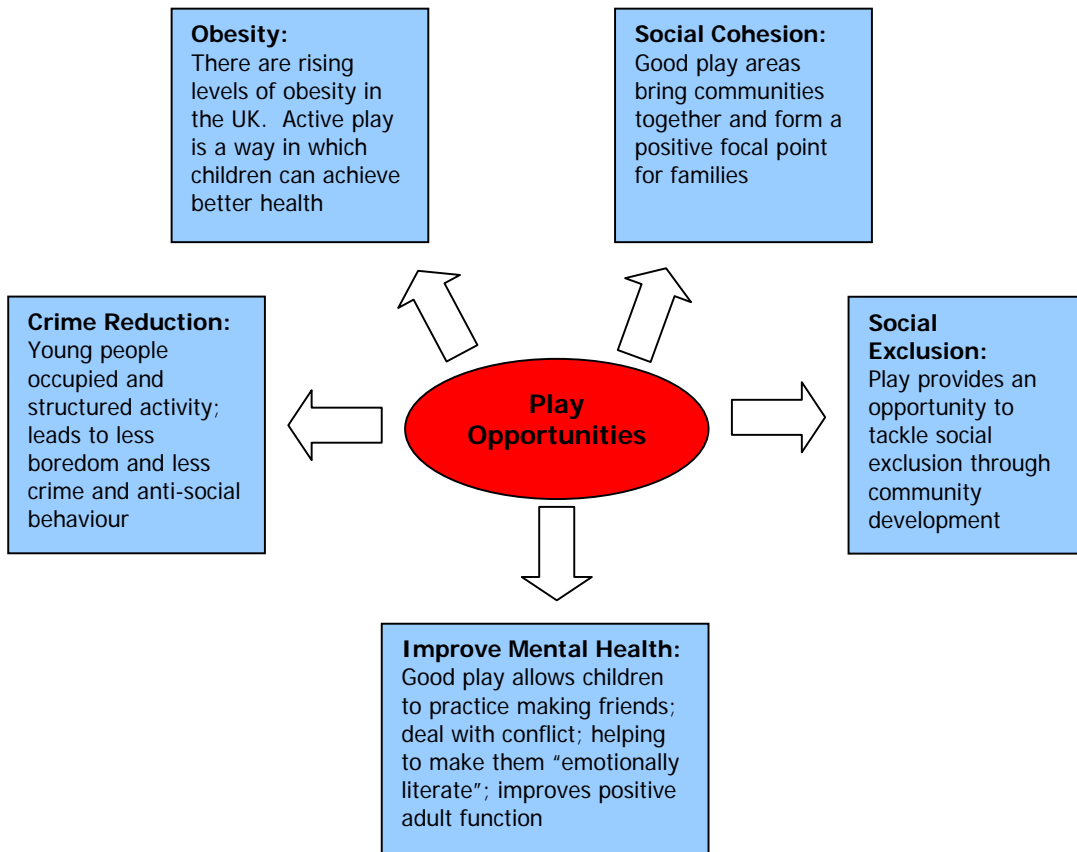 Obesity:
There are rising
levels of obesity in
the UK.  Active play
is a way in which
children can achieve
better health
Social Cohesion:
Good play areas
bring communities
together and form a
positive focal point
for families
Crime Reduction:
Young people
occupied and
structured activity;
leads to less
boredom and less
crime and anti-social
behaviour
Play
Opportunities
Social
Exclusion:
Play provides an
opportunity to
tackle social
exclusion through
community
development
Improve Mental Health:
Good play allows children
to practice making friends;
deal with conflict; helping
to make them “emotionally
literate”; improves positive
adult function